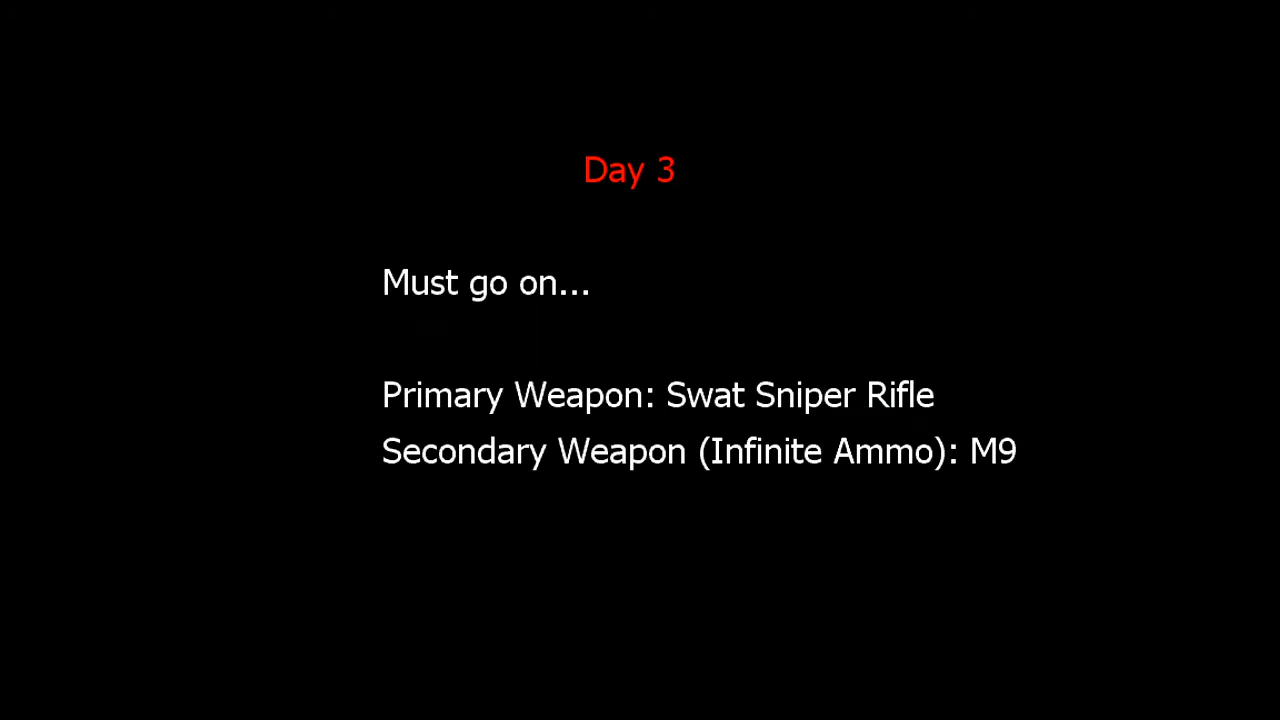 Day 3
Must go on...
Primary Weapon: Swat Sniper Rifle
Secondary Weapon (Infinite Ammo): M9